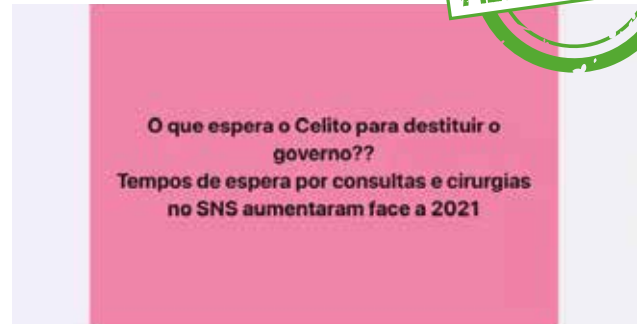 O que espera o Celito para destituir o
governo??
Tempos de espera por consultas e cirurgias
no SNS aumentaram face a 2021